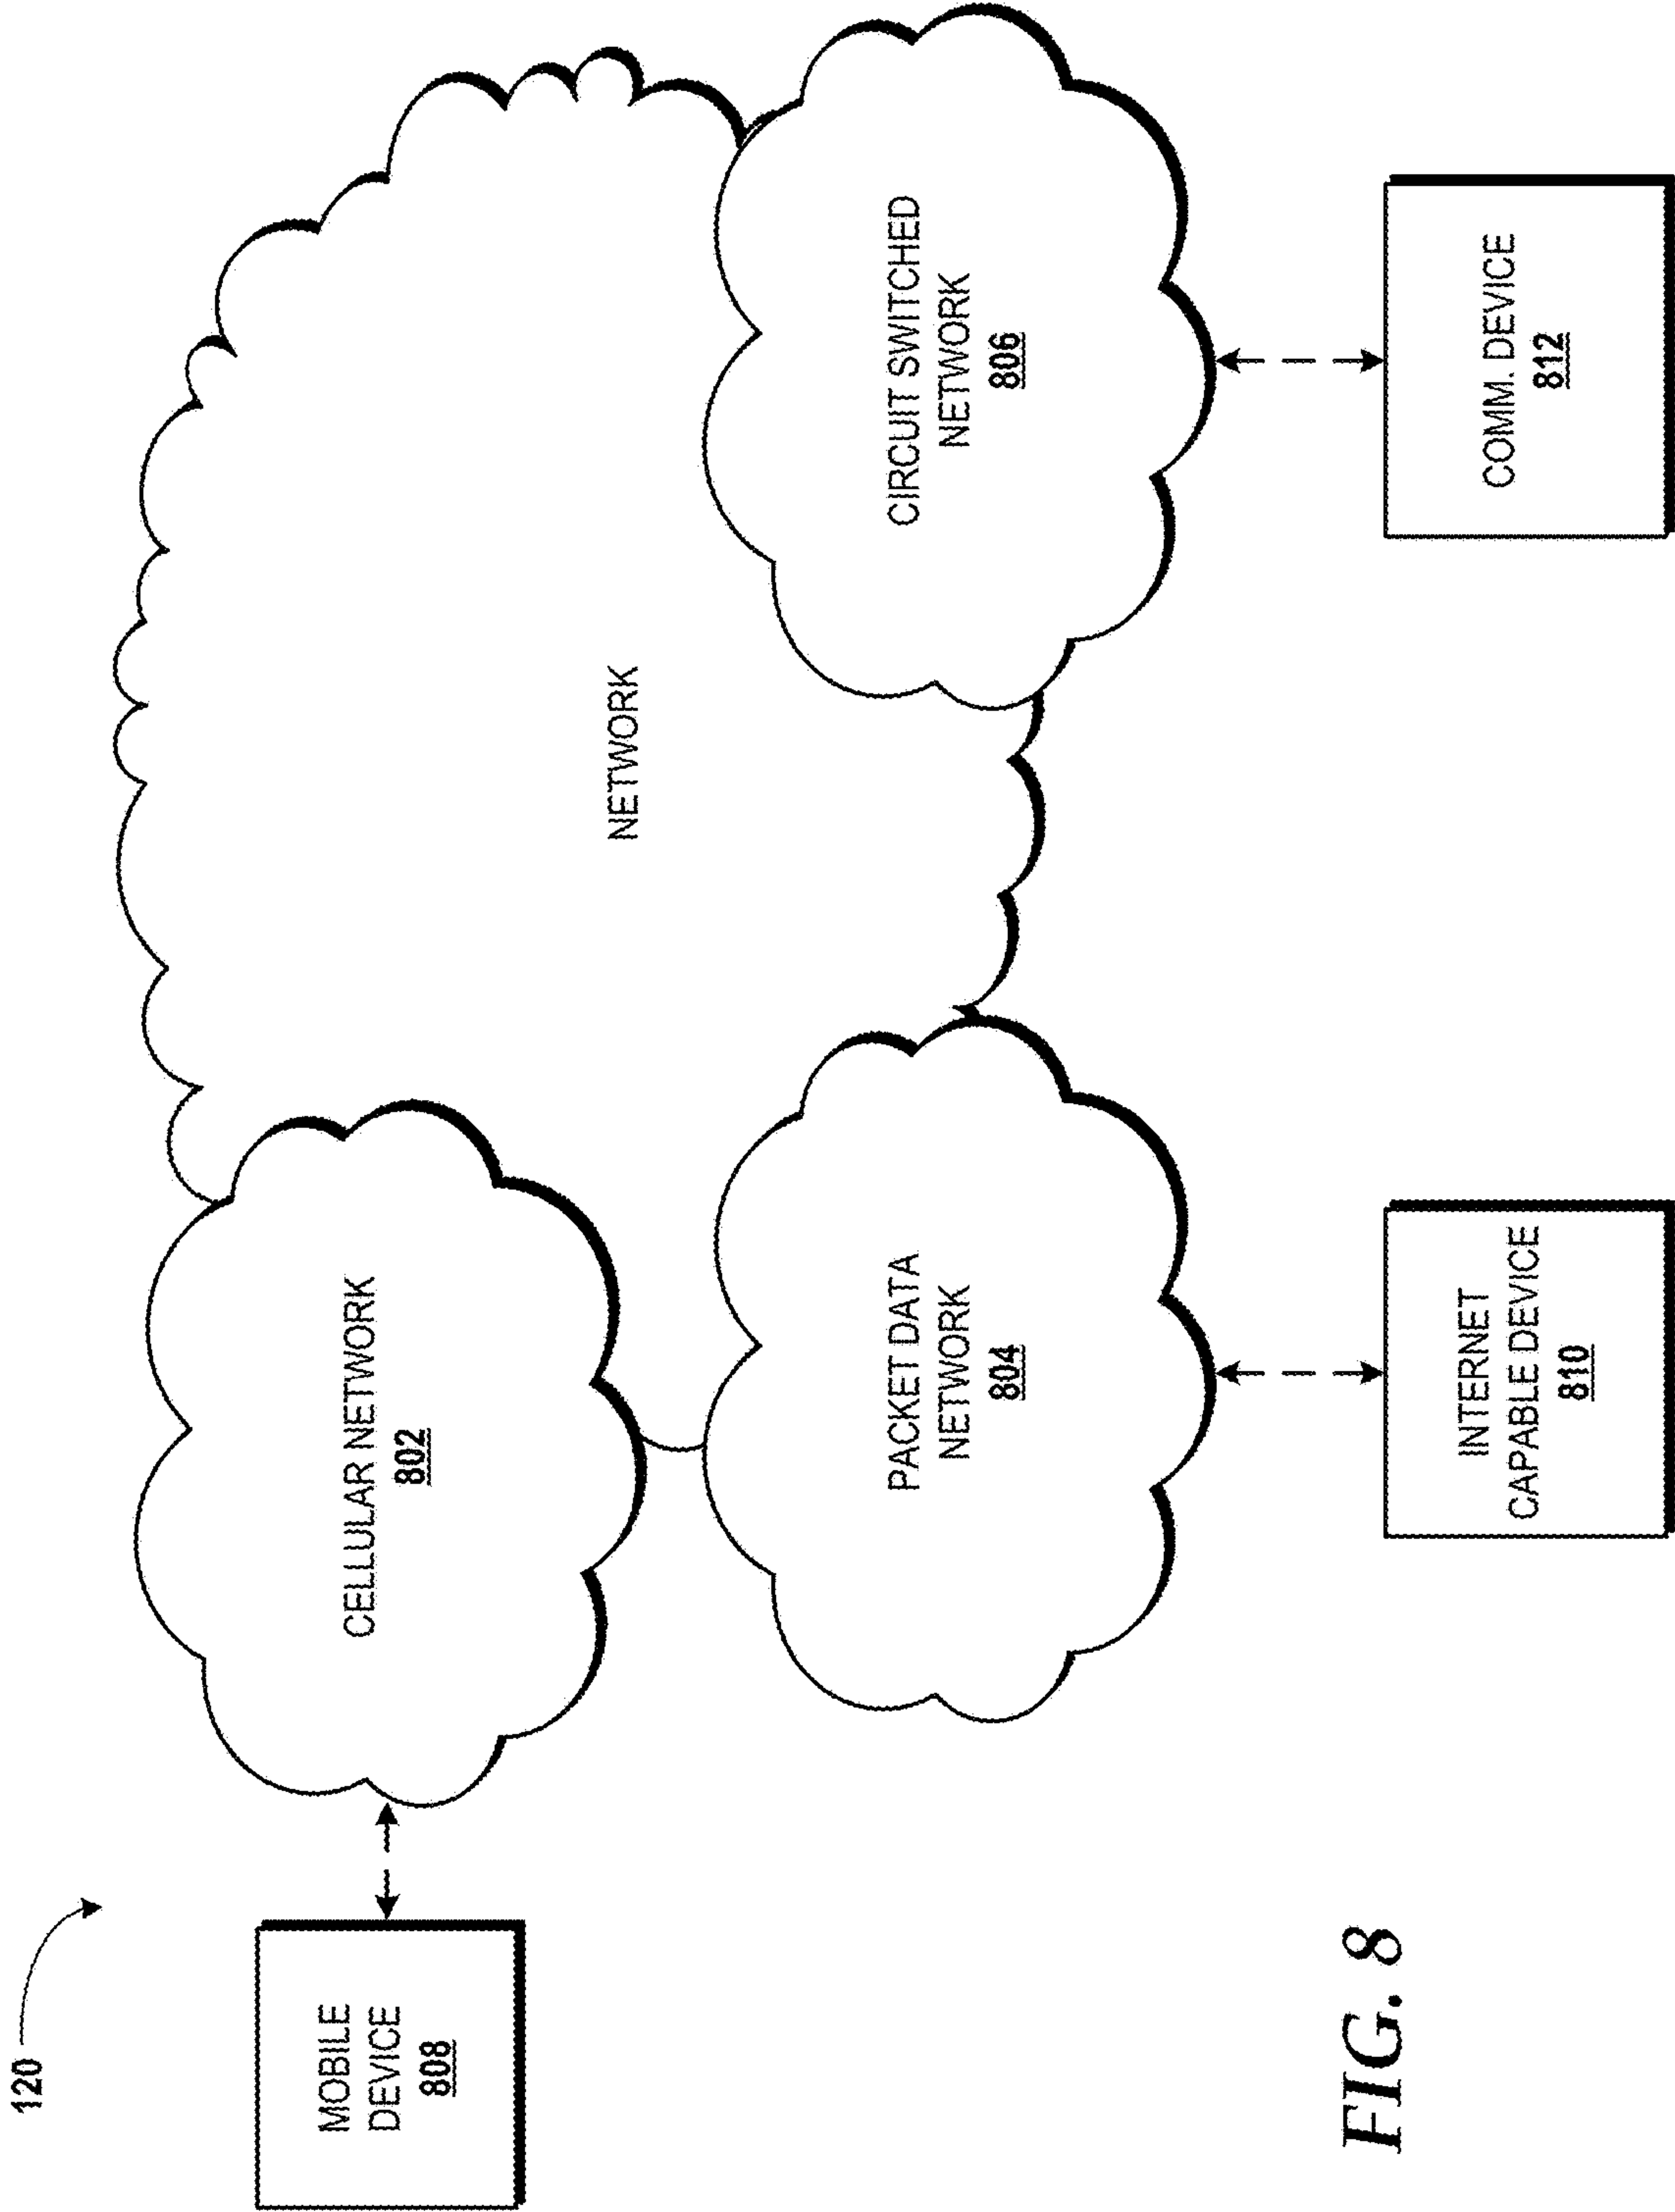 120
MOBILE
DEVICE
808
CELLULAR NETWORK
802
NETWORK
PACKET DATA
NETWORK
804
CIRCUIT SWITCHED
NETWORK
806
INTERNET
CAPABLE DEVICE
810
COMM. DEVICE
812
FIG. 8